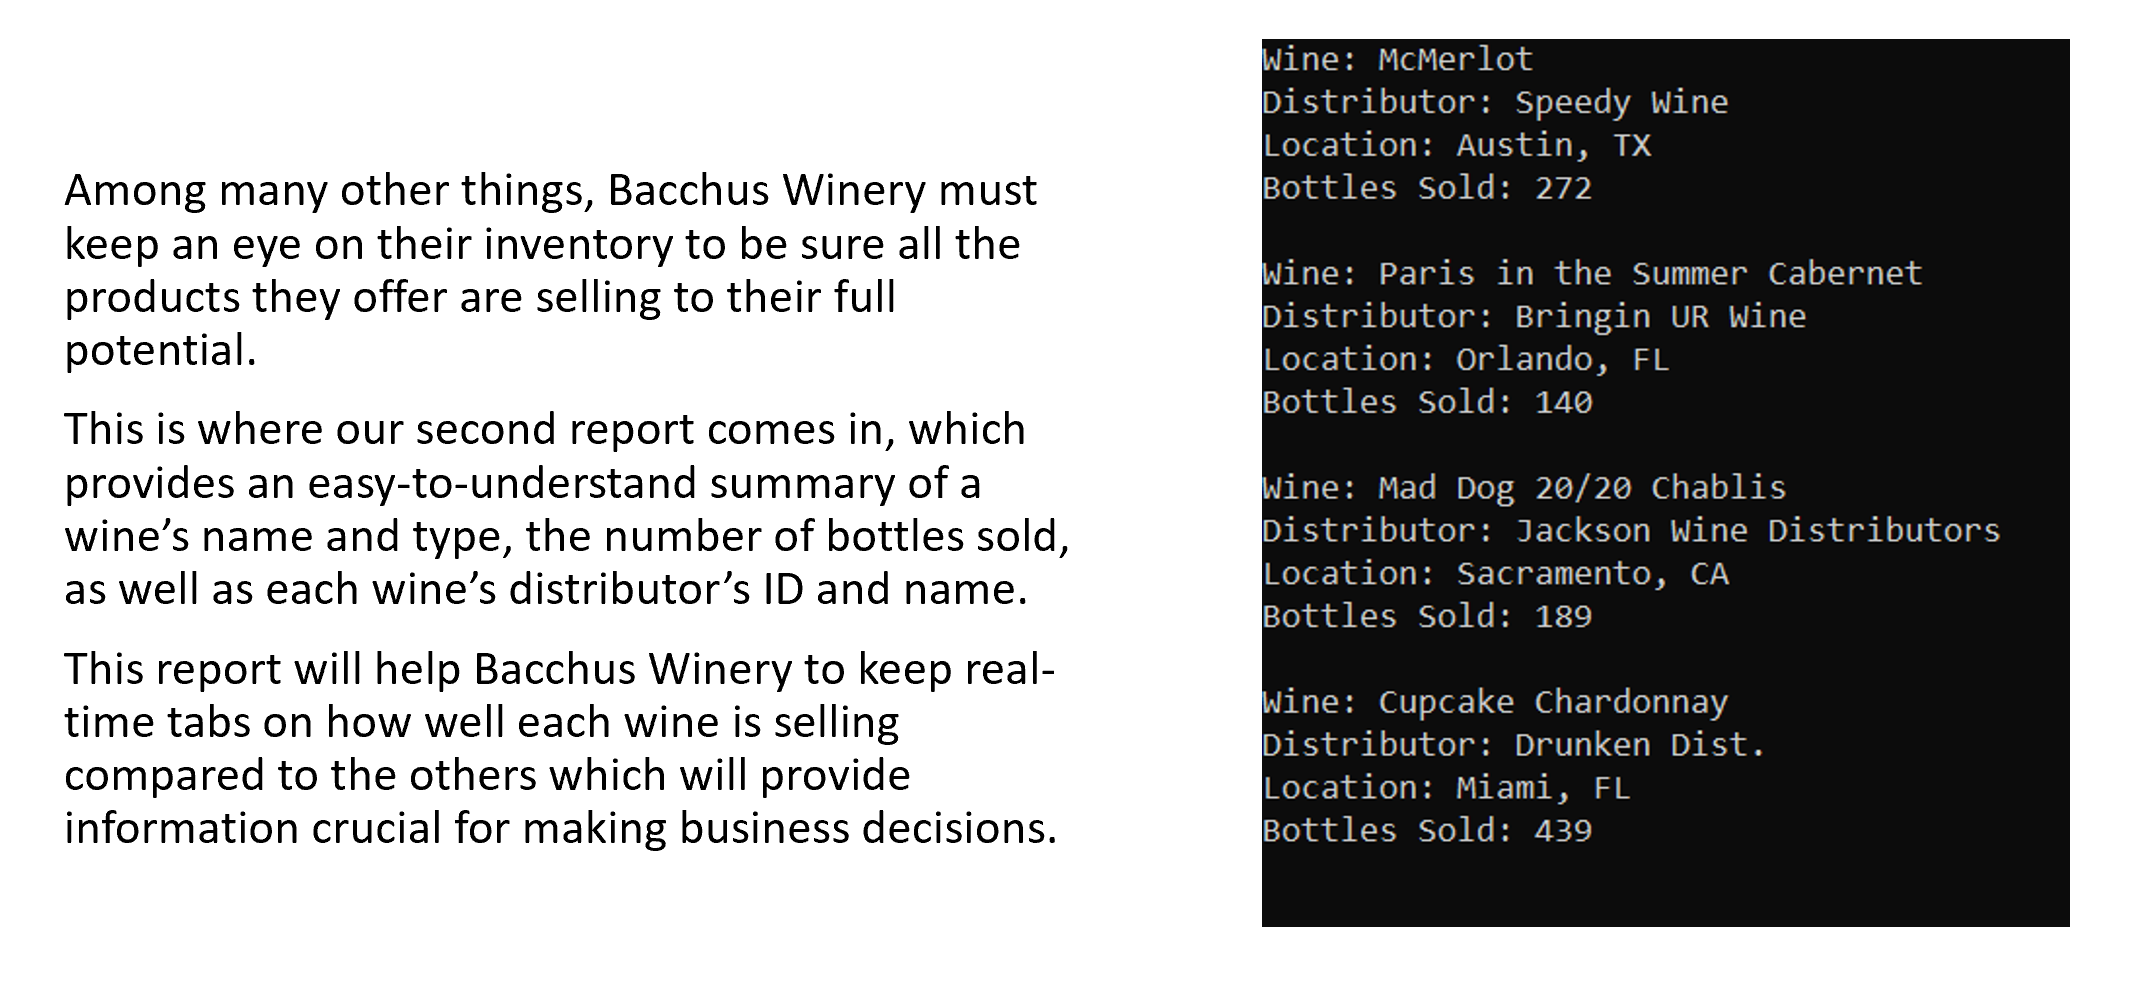 Among many other things, Bacchus Winery must
keep an eye on their inventory to be sure all the
products they offer are selling to their full
potential.
This is where our second report comes in, which
provides an easy-to-understand summary of a
wine’s name and type, the number of bottles sold,
as well as each wine’s distributor’s ID and name.
This report will help Bacchus Winery to keep real-
time tabs on how well each wine is selling
compared to the others which will provide
information crucial for making business decisions.
Wine: McMerlot
Distributor: Speedy Wine
Location: Austin, TX
Bottles Sold: 272
Wine: Paris in the Summer Cabernet
Distributor: Bringin UR Wine
Location: Orlando, FL
Bottles Sold: 140
Wine: Mad Dog 20/20 Chablis
Distributor: Jackson Wine Distributors
Location: Sacramento, CA
Bottles Sold: 189
Wine: Cupcake Chardonnay
Distributor: Drunken Dist.
Location: Miami, FL
Bottles Sold: 439